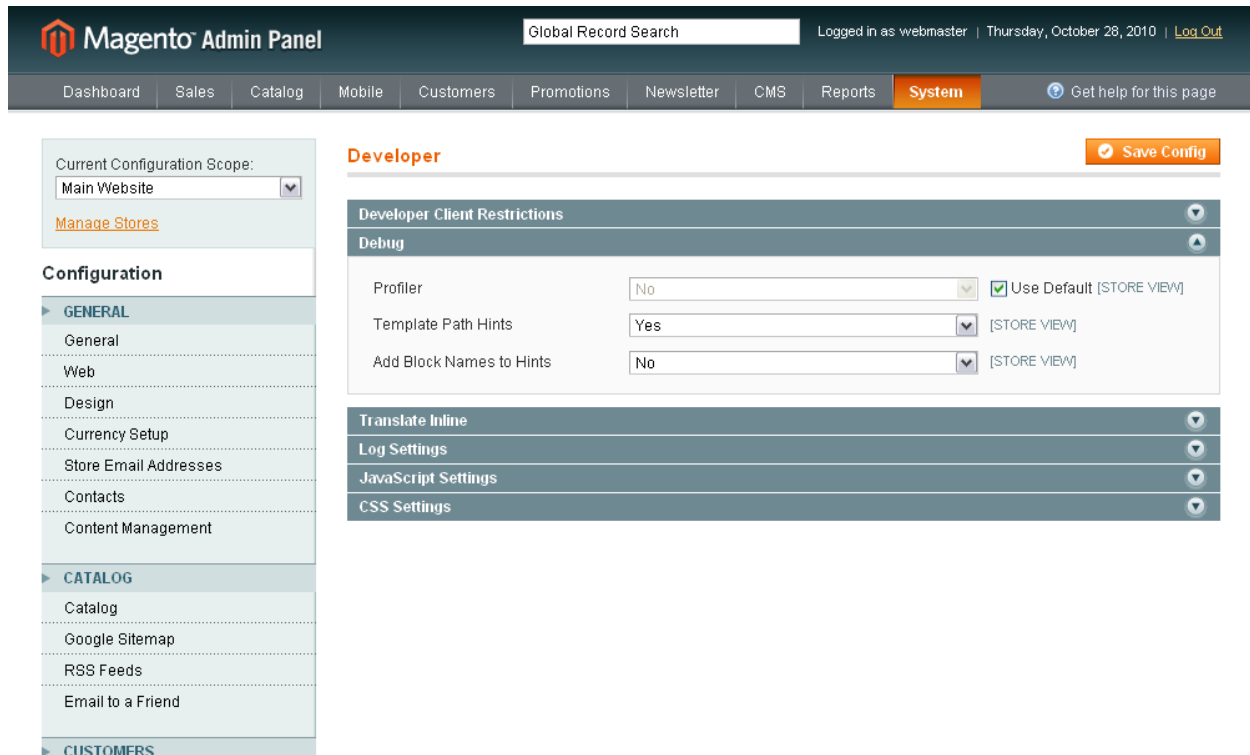 Magento Admin Panel
Global Record Search
Logged in as webmaster | Thursday, October 28, 2010 | Log Out
Dashboard Sales Catalog Mobile Customers Promotions Newsletter CMS Reports System Get help for this page
Current Configuration Scope:
Main Website
Manage Stores
Configuration
GENERAL
General
Web
Design
Currency Setup
Store Email Addresses
Contacts
Content Management
CATALOG
Catalog
Google Sitemap
RSS Feeds
Email to a Friend
CUSTOMERS
Developer
Save Config
Developer Client Restrictions
Debug
Profiler No Use Default [STORE VIEW]
Template Path Hints Yes [STORE VIEW]
Add Block Names to Hints No [STORE VIEW]
Translate Inline
Log Settings
JavaScript Settings
CSS Settings